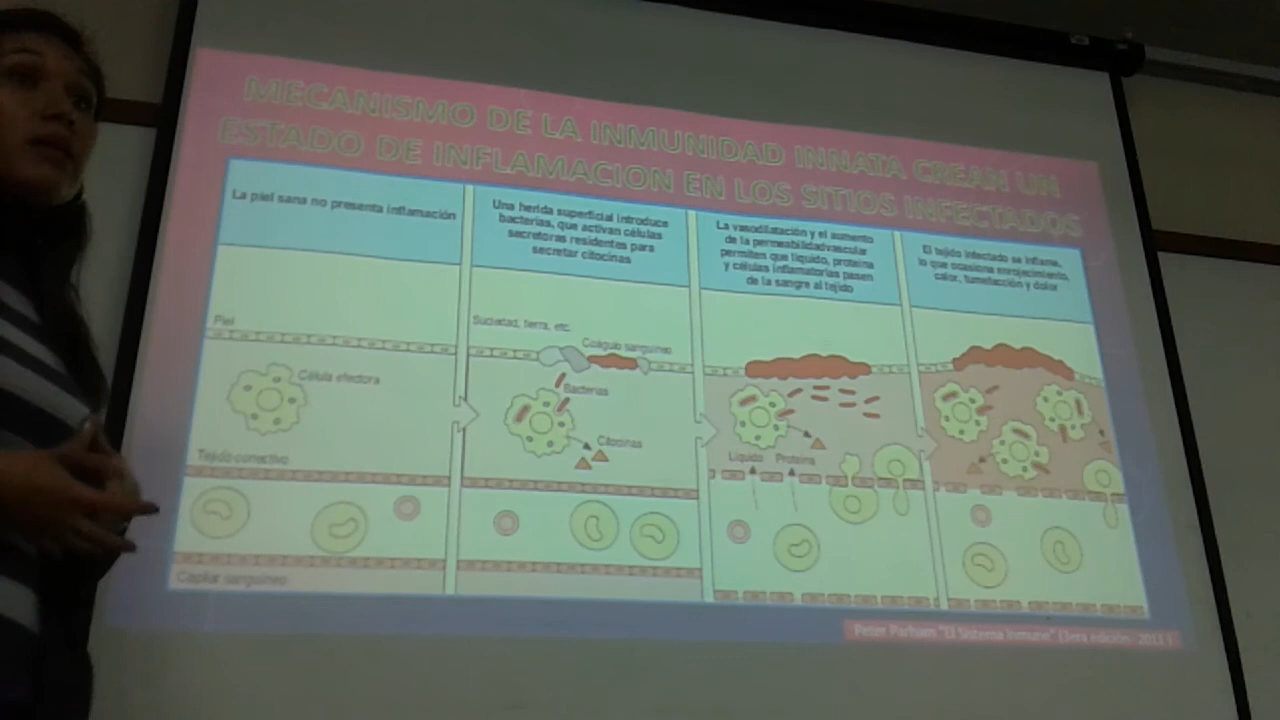 MECANISMO DE LA INMUNIDAD INNATA CREAN UN
ESTADO DE INFLAMACION EN LOS SITIOS INFECTADOS
La piel sana no presenta inflamación
Una herida superficial introduce
bacterias, que activan células
secretoras residentes para
secretar citocinas
La vasodilatación y el aumento
de la permeabilidadvascular
permiten que líquido, proteína
y células inflamatorias pasen
de la sangre al tejido
El tejido infectado se inflama,
lo que ocasiona enrojecimiento,
calor, tumefacción y dolor
Piel
Célula efectora
Tejido conectivo
Capilar sanguíneo
Suciedad, tierra, etc.
Coágulo sanguíneo
Bacterias
Citocinas
Líquido
Proteína
Peter Parham "El Sistema Inmune" (3era edición- 2011 )